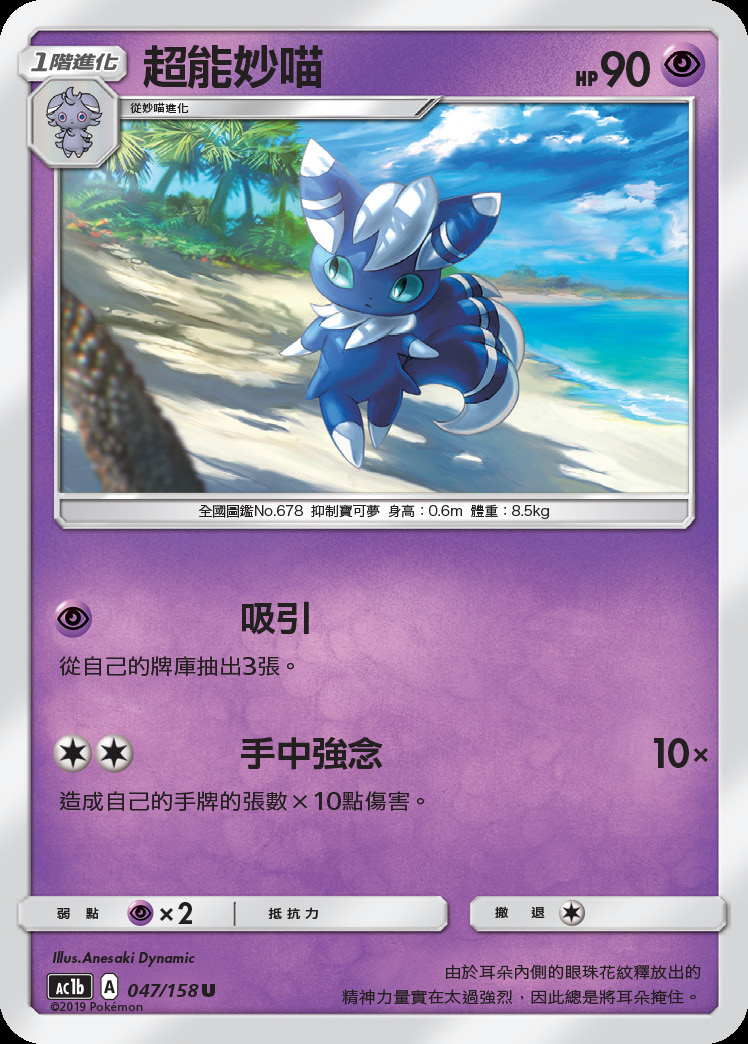 1階進化 超能妙喵 HP 90
從妙喵進化
全國圖鑑No.678 抑制寶可夢 身高：0.6m 體重：8.5kg
吸引
從自己的牌庫抽出3張。
手中強念 10×
造成自己的手牌的張數×10點傷害。
弱點 ×2 抵抗力 撤退
Illus.Anesaki Dynamic
AC1b A 047/158 U
©2019 Pokémon
由於耳朵內側的眼珠花紋釋放出的
精神力量實在太過強烈，因此總是將耳朵掩住。